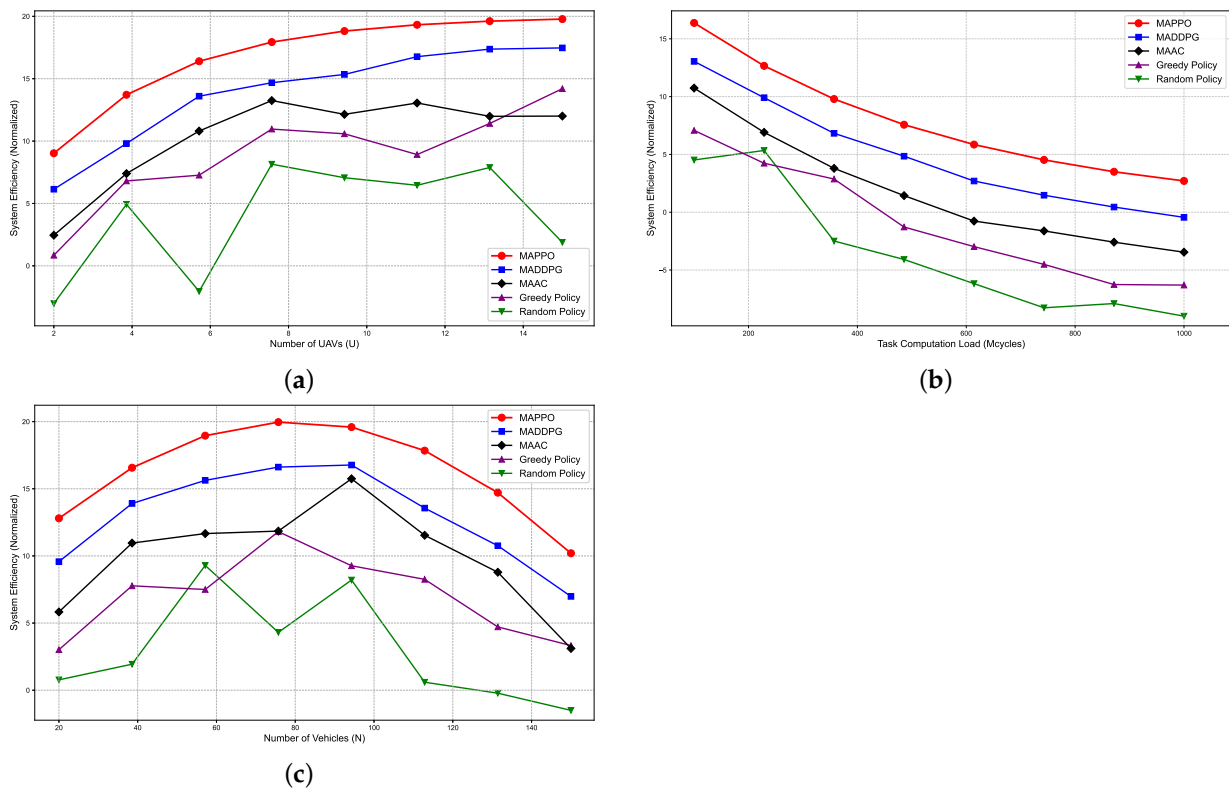 20
15
10
5
0
System Efficiency (Normalized)
2
4
6
8
10
12
14
Number of UAVs (U)
MAPPO
MADDPG
MAAC
Greedy Policy
Random Policy
(a)
15
10
5
0
−5
System Efficiency (Normalized)
200
400
600
800
1000
Task Computation Load (Mcycles)
MAPPO
MADDPG
MAAC
Greedy Policy
Random Policy
(b)
20
15
10
5
0
System Efficiency (Normalized)
20
40
60
80
100
120
140
Number of Vehicles (N)
MAPPO
MADDPG
MAAC
Greedy Policy
Random Policy
(c)